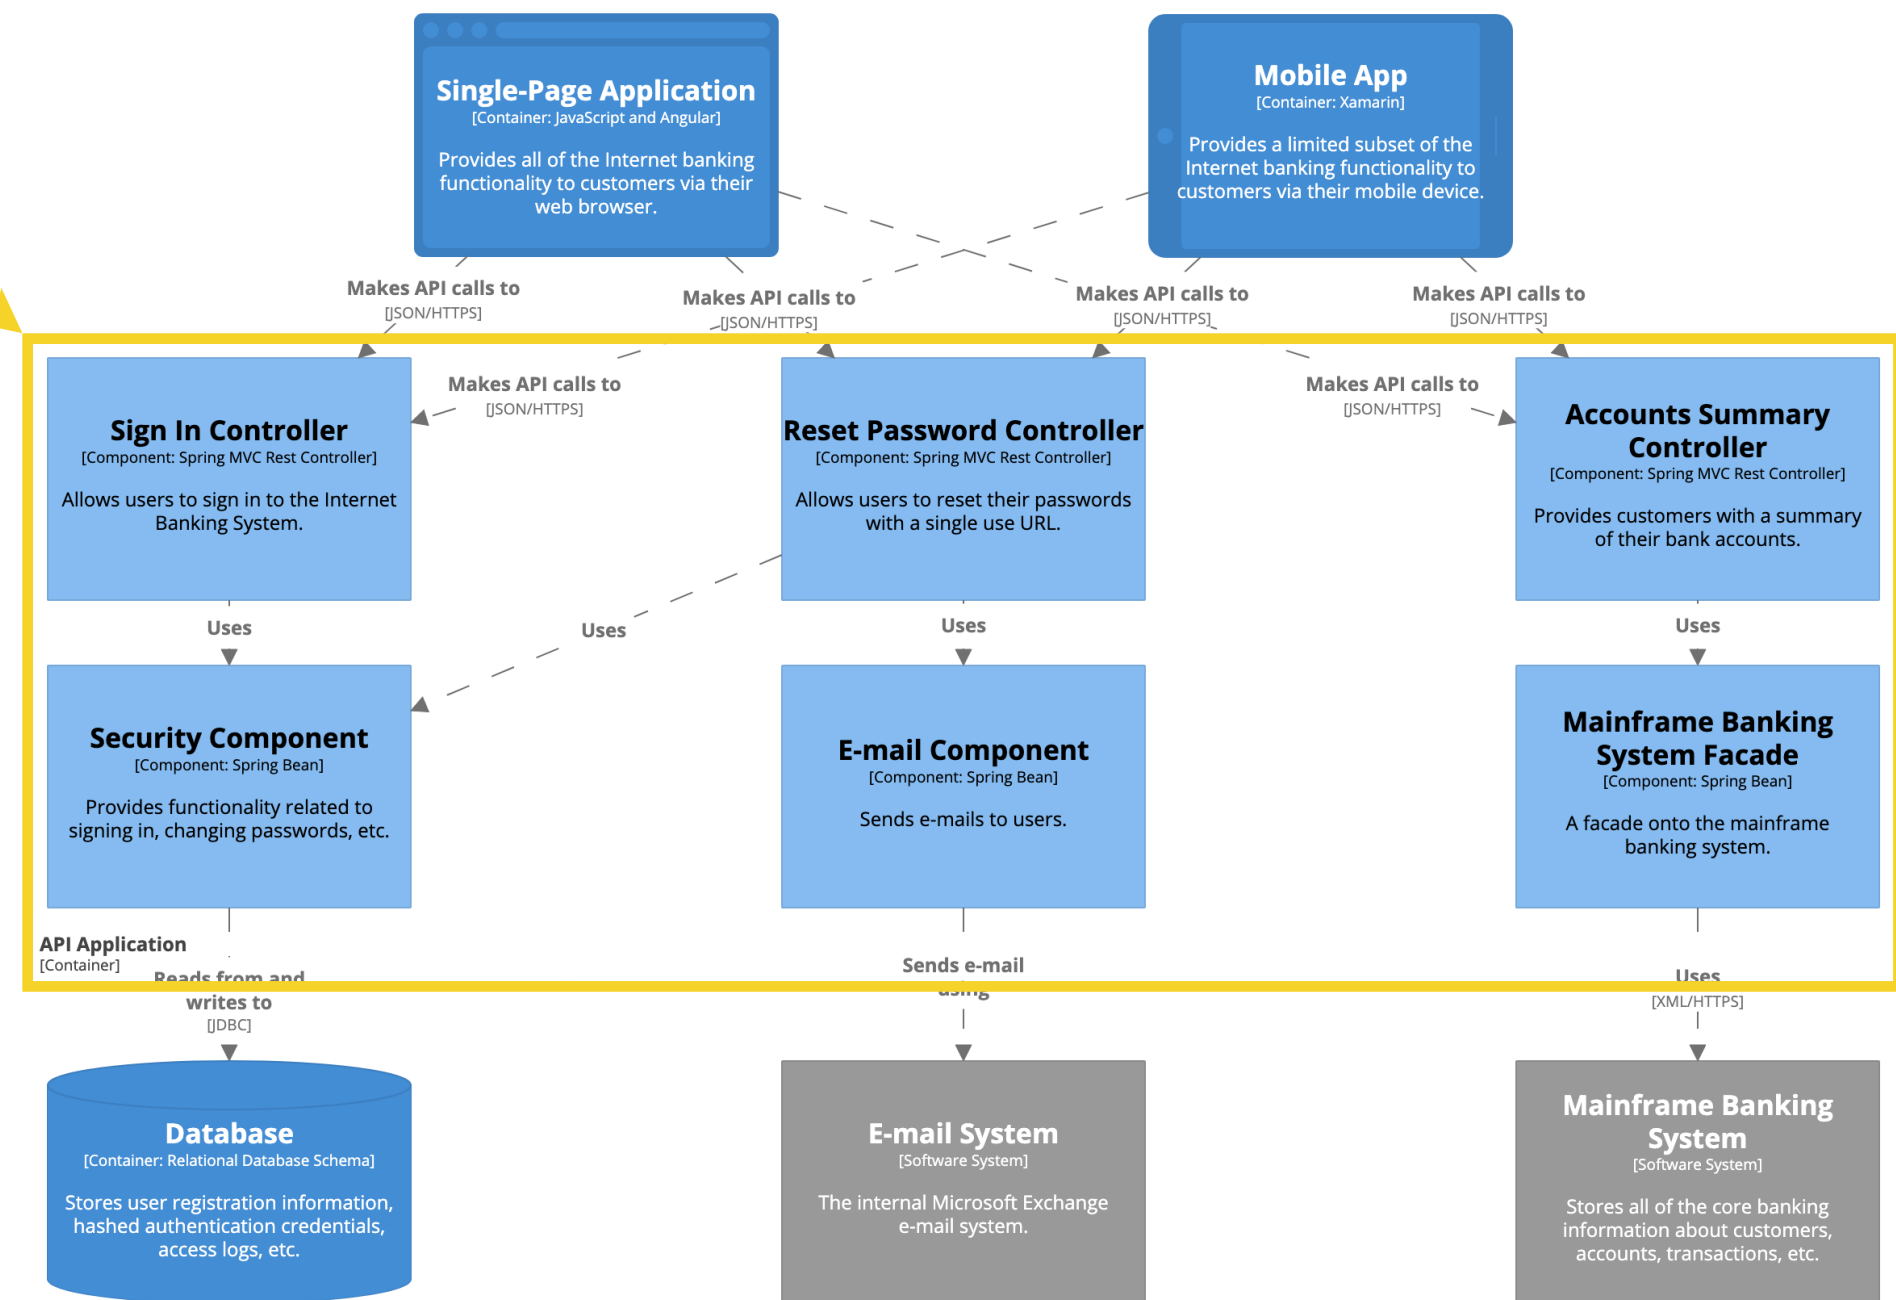 Single-Page Application
[Container: JavaScript and Angular]
Provides all of the Internet banking
functionality to customers via their
web browser.
Mobile App
[Container: Xamarin]
Provides a limited subset of the
Internet banking functionality to
customers via their mobile device.
Makes API calls to
[JSON/HTTPS]
Makes API calls to
[JSON/HTTPS]
Makes API calls to
[JSON/HTTPS]
Makes API calls to
[JSON/HTTPS]
Makes API calls to
[JSON/HTTPS]
Makes API calls to
[JSON/HTTPS]
Sign In Controller
[Component: Spring MVC Rest Controller]
Allows users to sign in to the Internet
Banking System.
Reset Password Controller
[Component: Spring MVC Rest Controller]
Allows users to reset their passwords
with a single use URL.
Accounts Summary
Controller
[Component: Spring MVC Rest Controller]
Provides customers with a summary
of their bank accounts.
Uses
Uses
Uses
Uses
Security Component
[Component: Spring Bean]
Provides functionality related to
signing in, changing passwords, etc.
E-mail Component
[Component: Spring Bean]
Sends e-mails to users.
Mainframe Banking
System Facade
[Component: Spring Bean]
A facade onto the mainframe
banking system.
API Application
[Container]
Reads from and
writes to
[JDBC]
Sends e-mail
using
Uses
[XML/HTTPS]
Database
[Container: Relational Database Schema]
Stores user registration information,
hashed authentication credentials,
access logs, etc.
E-mail System
[Software System]
The internal Microsoft Exchange
e-mail system.
Mainframe Banking
System
[Software System]
Stores all of the core banking
information about customers,
accounts, transactions, etc.